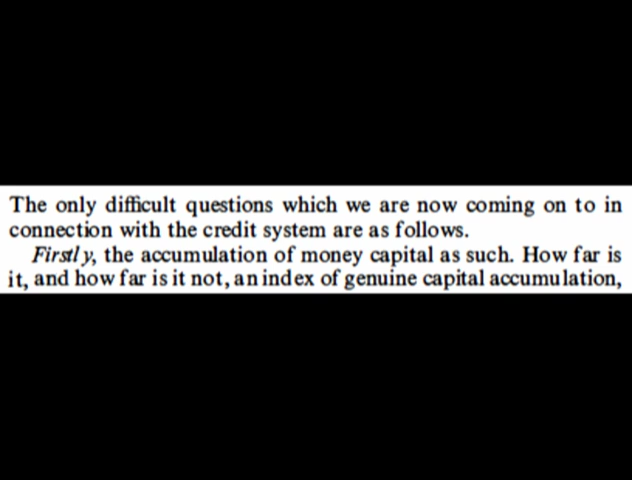 The only difficult questions which we are now coming on to in
connection with the credit system are as follows.
Firstly, the accumulation of money capital as such. How far is
it, and how far is it not, an index of genuine capital accumulation,